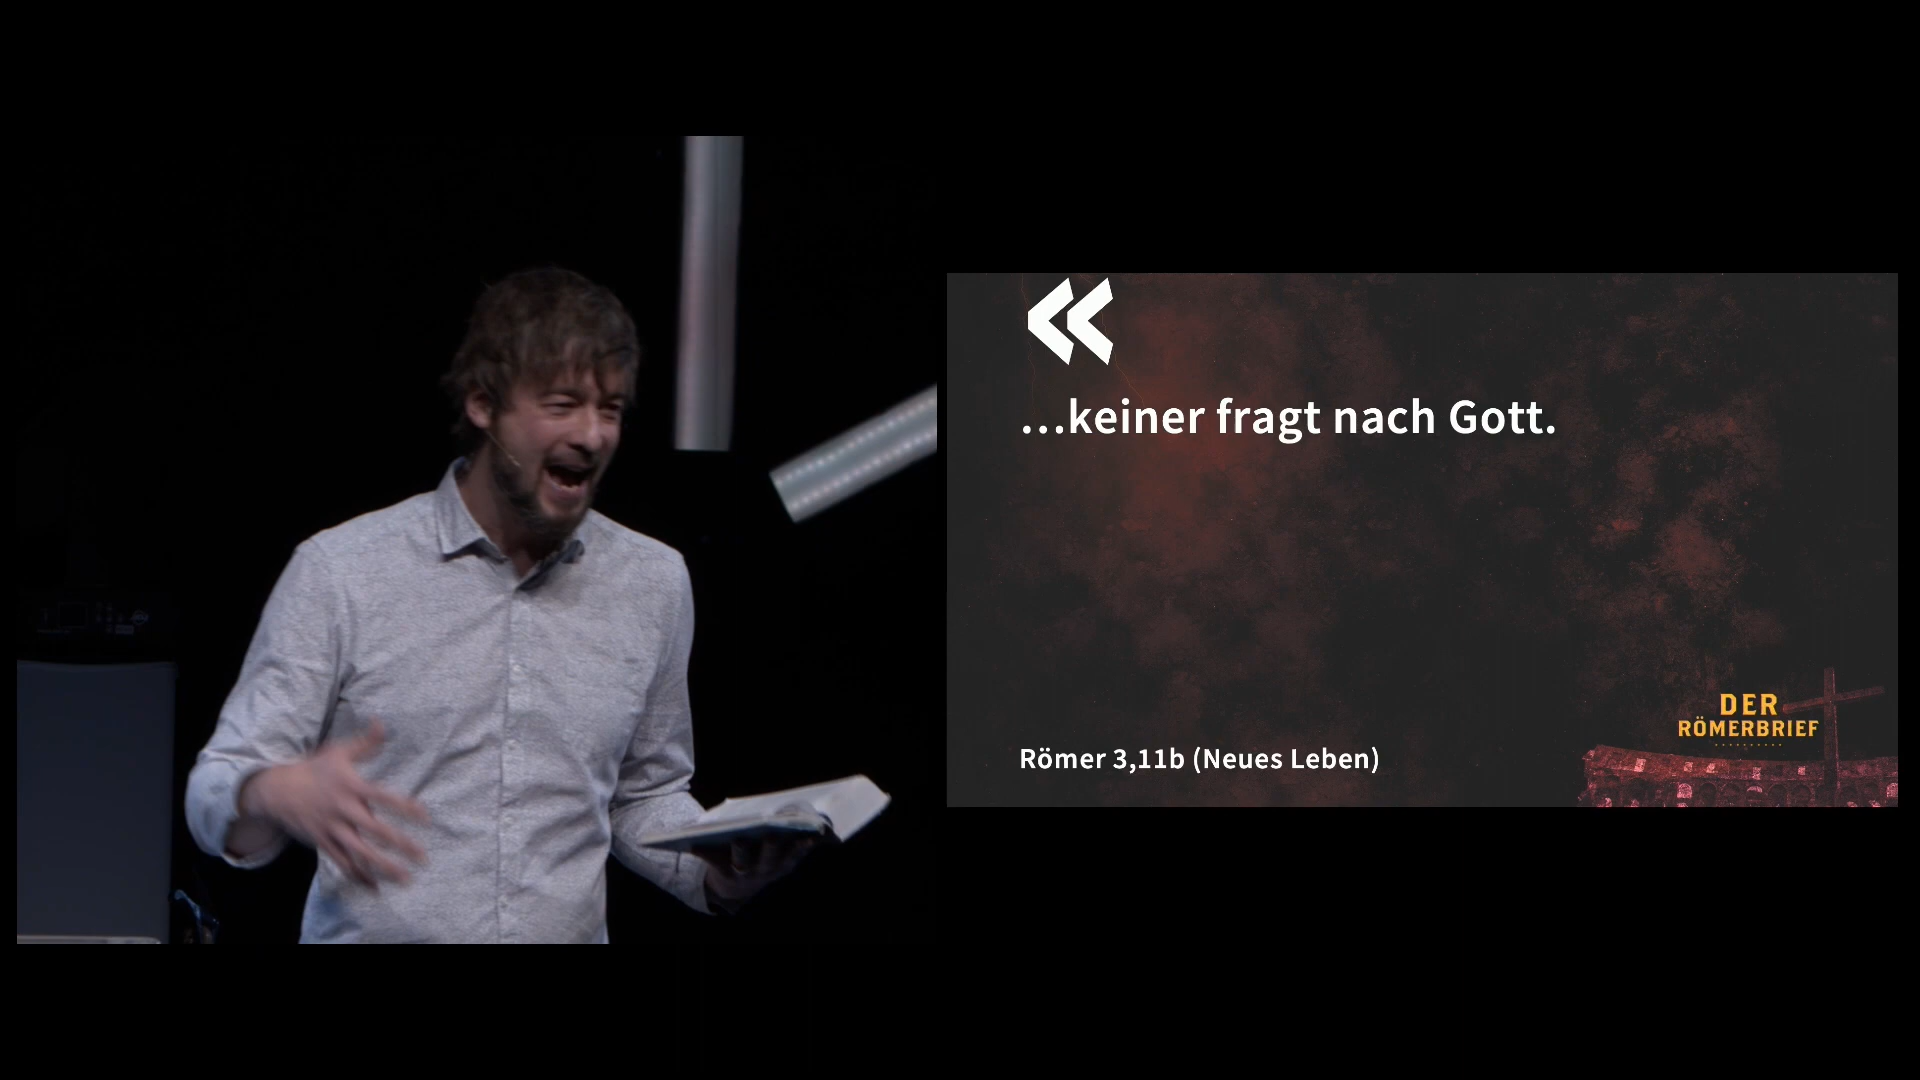 …keiner fragt nach Gott.
Römer 3,11b (Neues Leben)
DER
RÖMERBRIEF